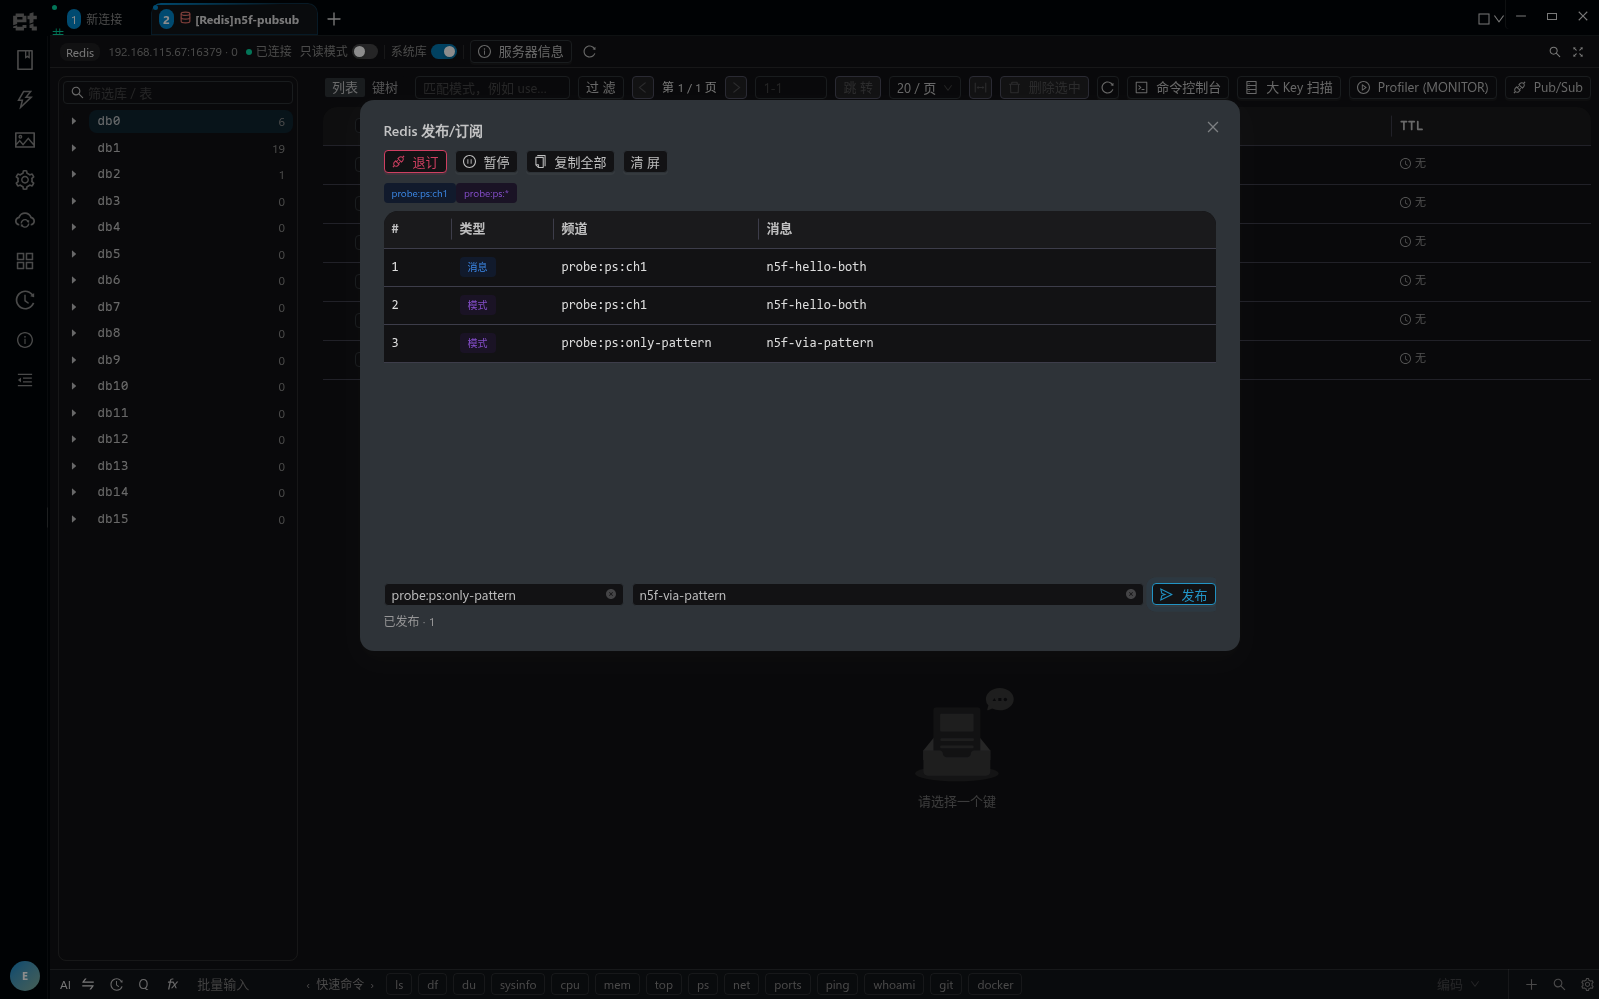 et
1 新连接
2 [Redis]n5f-pubsub
Redis 192.168.115.67:16379 · 0 已连接 只读模式 系统库 服务器信息
筛选库 / 表
列表 键树 匹配模式，例如 use... 过 滤 第 1 / 1 页 1-1 跳 转 20 / 页 删除选中 命令控制台 大 Key 扫描 Profiler (MONITOR) Pub/Sub
db0 6
db1 19
db2 1
db3 0
db4 0
db5 0
db6 0
db7 0
db8 0
db9 0
db10 0
db11 0
db12 0
db13 0
db14 0
db15 0
TTL
无
无
无
无
无
无
Redis 发布/订阅
退订 暂停 复制全部 清 屏
probe:ps:ch1 probe:ps:*
# 类型 频道 消息
1 消息 probe:ps:ch1 n5f-hello-both
2 模式 probe:ps:ch1 n5f-hello-both
3 模式 probe:ps:only-pattern n5f-via-pattern
probe:ps:only-pattern n5f-via-pattern 发布
已发布 · 1
请选择一个键
E
AI Q fx 批量输入 ‹ 快速命令 › ls df du sysinfo cpu mem top ps net ports ping whoami git docker 编码